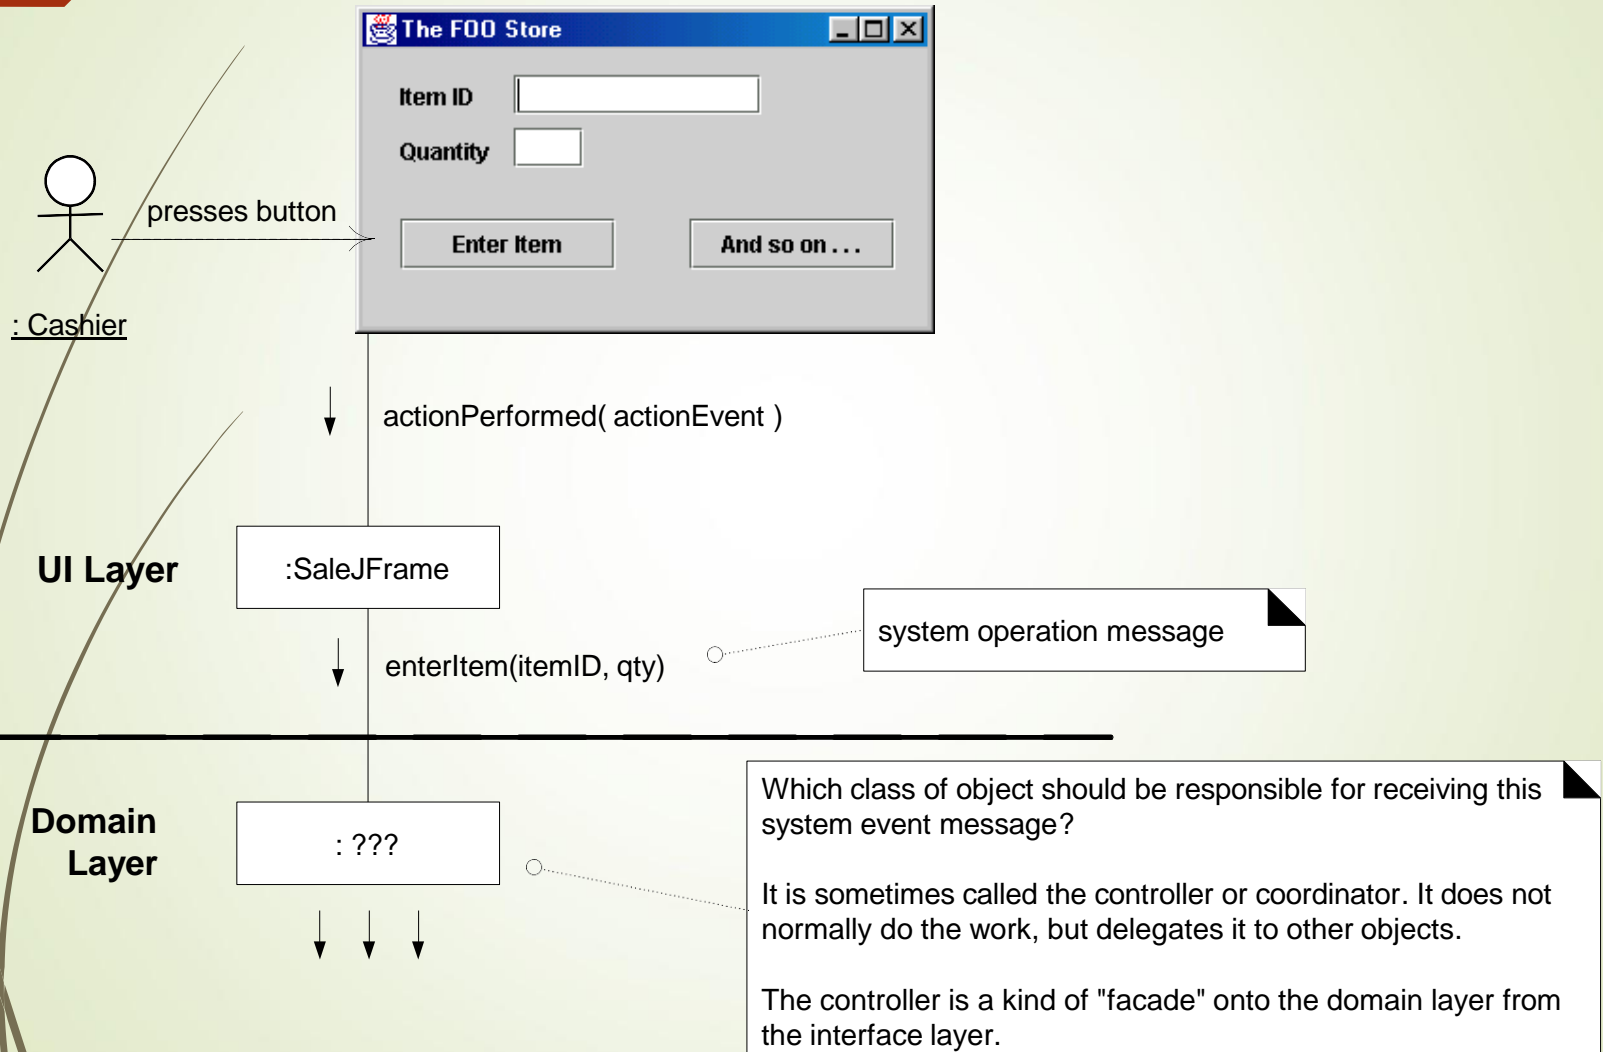 The FOO Store
Item ID
Quantity
presses button
Enter Item
And so on . . .
: Cashier
actionPerformed( actionEvent )
UI Layer
:SaleJFrame
system operation message
enterItem(itemID, qty)
Domain
Layer
: ???
Which class of object should be responsible for receiving this
system event message?
It is sometimes called the controller or coordinator. It does not
normally do the work, but delegates it to other objects.
The controller is a kind of "facade" onto the domain layer from
the interface layer.